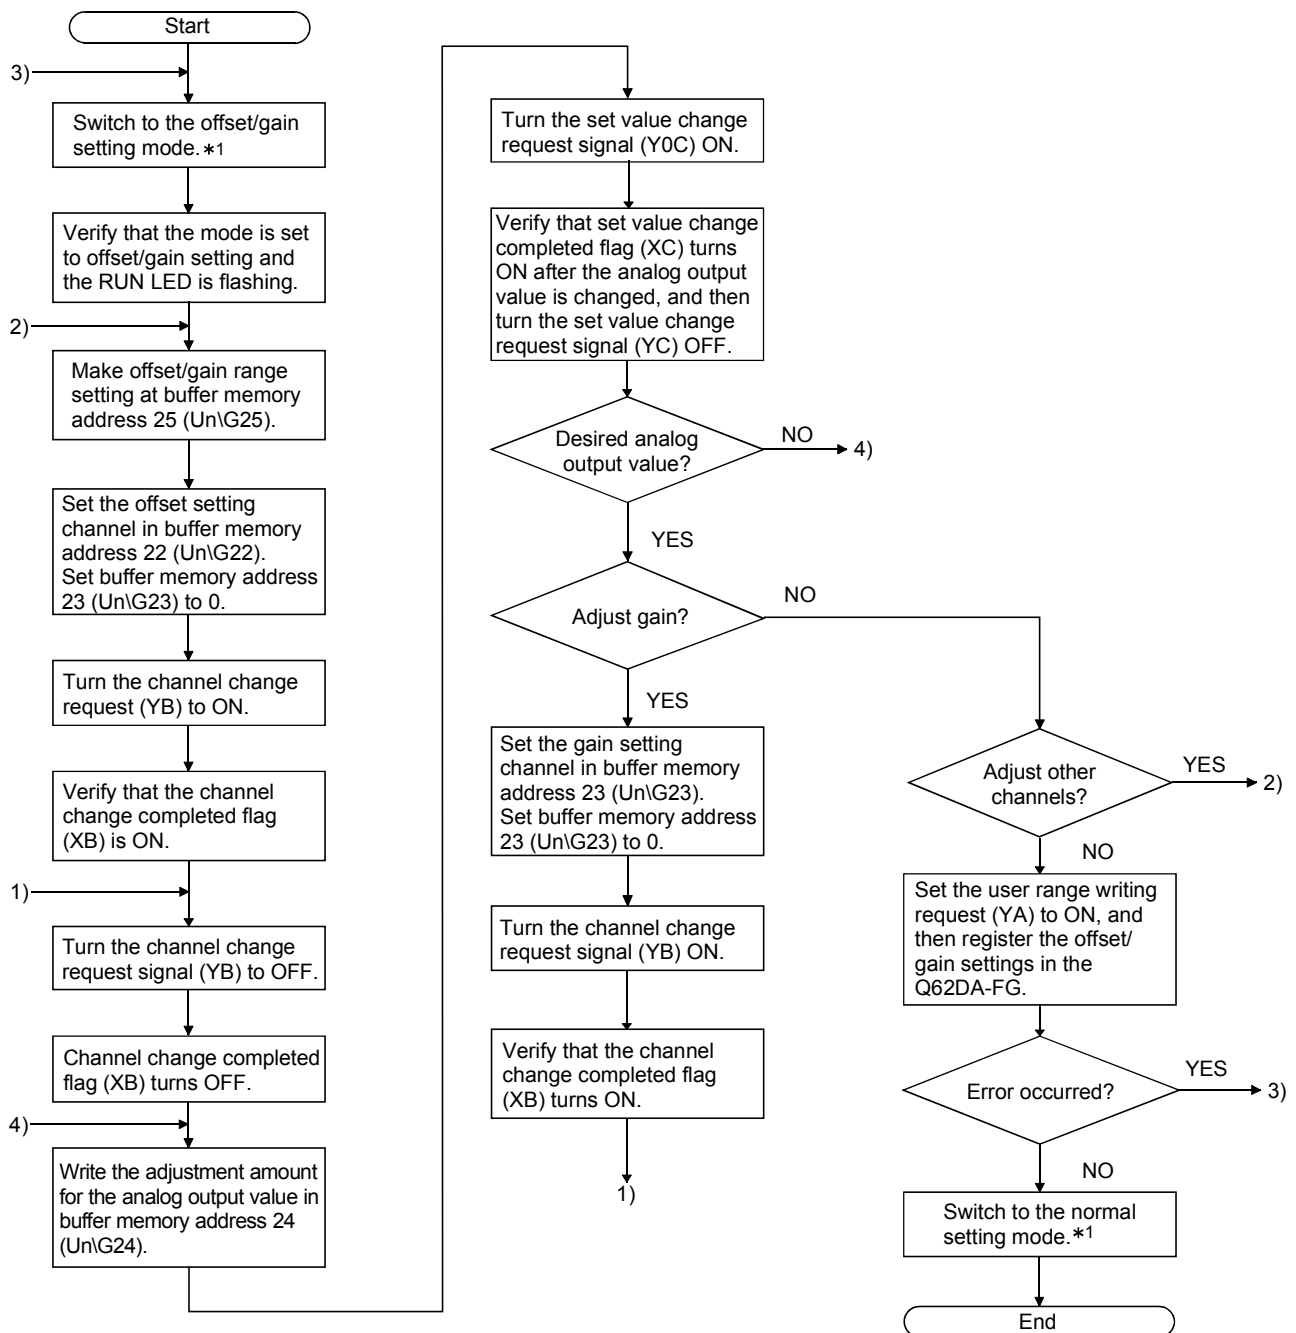 Start
3)
Switch to the offset/gain
setting mode.*1
Verify that the mode is set
to offset/gain setting and
the RUN LED is flashing.
2)
Make offset/gain range
setting at buffer memory
address 25 (Un\G25).
Set the offset setting
channel in buffer memory
address 22 (Un\G22).
Set buffer memory address
23 (Un\G23) to 0.
Turn the channel change
request (YB) to ON.
Verify that the channel
change completed flag
(XB) is ON.
1)
Turn the channel change
request signal (YB) to OFF.
Channel change completed
flag (XB) turns OFF.
4)
Write the adjustment amount
for the analog output value in
buffer memory address 24
(Un\G24).
Turn the set value change
request signal (Y0C) ON.
Verify that set value change
completed flag (XC) turns
ON after the analog output
value is changed, and then
turn the set value change
request signal (YC) OFF.
Desired analog
output value?
NO
4)
YES
Adjust gain?
NO
YES
Set the gain setting
channel in buffer memory
address 23 (Un\G23).
Set buffer memory address
23 (Un\G23) to 0.
Turn the channel change
request signal (YB) ON.
Verify that the channel
change completed flag
(XB) turns ON.
1)
Adjust other
channels?
YES
2)
NO
Set the user range writing
request (YA) to ON, and
then register the offset/
gain settings in the
Q62DA-FG.
Error occurred?
YES
3)
NO
Switch to the normal
setting mode.*1
End